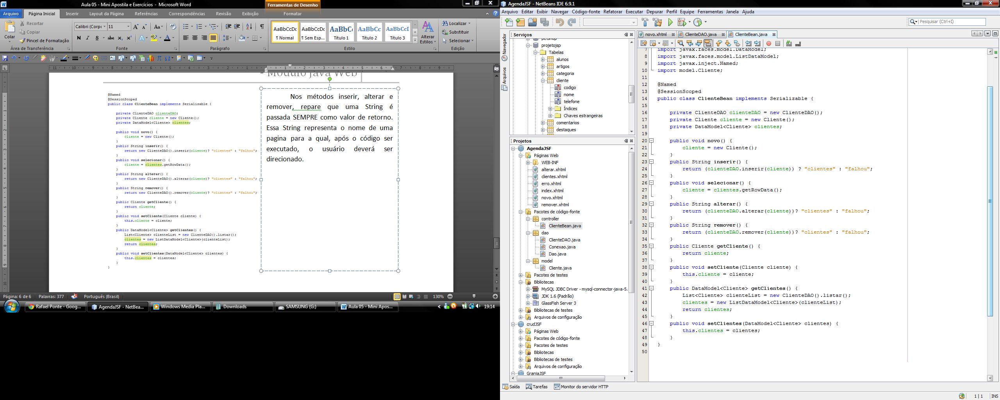 Aula 05 - Mini Apostila e Exercícios - Microsoft Word
Ferramentas de Desenho
Arquivo
Página Inicial
Inserir
Layout da Página
Referências
Correspondências
Revisão
Exibição
Formatar
Colar
Recortar
Copiar
Pincel de Formatação
Área de Transferência
Calibri (Corpo
11
Fonte
Parágrafo
AaBbCcDc
¶ Normal
AaBbCcDc
¶ Sem Esp...
AaBbC
Título 1
AaBbCc
Título 2
AaBbCcI
Título 3
Estilo
Alterar
Estilos
Localizar
Substituir
Selecionar
Edição
- Módulo Java Web
@Named
@SessionScoped
public class ClienteBean implements Serializable {
private ClienteDAO clienteDAO;
private Cliente cliente = new Cliente();
private DataModel<Cliente> clientes;
public void novo() {
cliente = new Cliente();
}
public String inserir() {
return new ClienteDAO().inserir(cliente)? "clientes" : "falhou";
}
public void selecionar() {
cliente = clientes.getRowData();
}
public String alterar() {
return new ClienteDAO().alterar(cliente)? "clientes" : "falhou";
}
public String remover() {
return new ClienteDAO().remover(cliente)? "clientes" : "falhou";
}
public Cliente getCliente() {
return cliente;
}
public void setCliente(Cliente cliente) {
this.cliente = cliente;
}
public DataModel<Cliente> getClientes() {
List<Cliente> clienteList = new ClienteDAO().listar();
clientes = new ListDataModel<Cliente>(clienteList);
return clientes;
}
public void setClientes(DataModel<Cliente> clientes) {
this.clientes = clientes;
}
}
Nos métodos inserir, alterar e
remover, repare que uma String é
passada SEMPRE como valor de retorno.
Essa String representa o nome de uma
pagina para a qual, após o código ser
executado, o usuário deverá ser
direcionado.
Página: 6 de 6
Palavras: 377
Português (Brasil)
130%
Rafael Ponte - Goog...
AgendaJSF - NetBea...
Windows Media Pla...
Downloads
SAMSUNG (G:)
Aula 05 - Mini Apos...
19:14
AgendaJSF - NetBeans IDE 6.9.1
Arquivo Editar Exibir Navegar Código-fonte Refatorar Executar Depurar Perfil Equipe Ferramentas Janela Ajuda
Pesquisar (Ctrl+I)
Navegador
Arquivos
Serviços
petshop
projetojsp
Tabelas
alunos
artigos
categoria
cliente
codigo
nome
telefone
Índices
Chaves estrangeiras
comentarios
destaques
Projetos
AgendaJSF
Páginas Web
WEB-INF
alterar.xhtml
clientes.xhtml
erro.xhtml
index.xhtml
novo.xhtml
remover.xhtml
Pacotes de código-fonte
controller
ClienteBean.java
dao
ClienteDAO.java
Conexao.java
Dao.java
model
Cliente.java
Pacotes de testes
Bibliotecas
MySQL JDBC Driver - mysql-connector-java-5.
JDK 1.6 (Padrão)
GlassFish Server 3
Bibliotecas de testes
Arquivos de configuração
crudJSF
Páginas Web
Pacotes de código-fonte
Pacotes de testes
Bibliotecas
Bibliotecas de testes
Arquivos de configuração
GranjaJSF
novo.xhtml
ClienteDAO.java
ClienteBean.java
7 import javax.faces.model.DataModel;
8 import javax.faces.model.ListDataModel;
9 import javax.inject.Named;
10 import model.Cliente;
11
12 @Named
13 @SessionScoped
14 public class ClienteBean implements Serializable {
15
16 private ClienteDAO clienteDAO = new ClienteDAO();
17 private Cliente cliente = new Cliente();
18 private DataModel<Cliente> clientes;
19
20 public void novo() {
21 cliente = new Cliente();
22 }
23 public String inserir() {
24 return (clienteDAO.inserir(cliente)) ? "clientes" : "falhou";
25 }
26 public void selecionar() {
27 cliente = clientes.getRowData();
28 }
29 public String alterar() {
30 return (clienteDAO.alterar(cliente))? "clientes" : "falhou";
31 }
32 public String remover() {
33 return (clienteDAO.remover(cliente))? "clientes" : "falhou";
34 }
35 public Cliente getCliente() {
36 return cliente;
37 }
38 public void setCliente(Cliente cliente) {
39 this.cliente = cliente;
40 }
41 public DataModel<Cliente> getClientes() {
42 List<Cliente> clienteList = new ClienteDAO().listar();
43 clientes = new ListDataModel<Cliente>(clienteList);
44 return clientes;
45 }
46 public void setClientes(DataModel<Cliente> clientes) {
47 this.clientes = clientes;
48 }
49 }
50
Saída
Tarefas
Monitor do servidor HTTP
1 | 1
INS